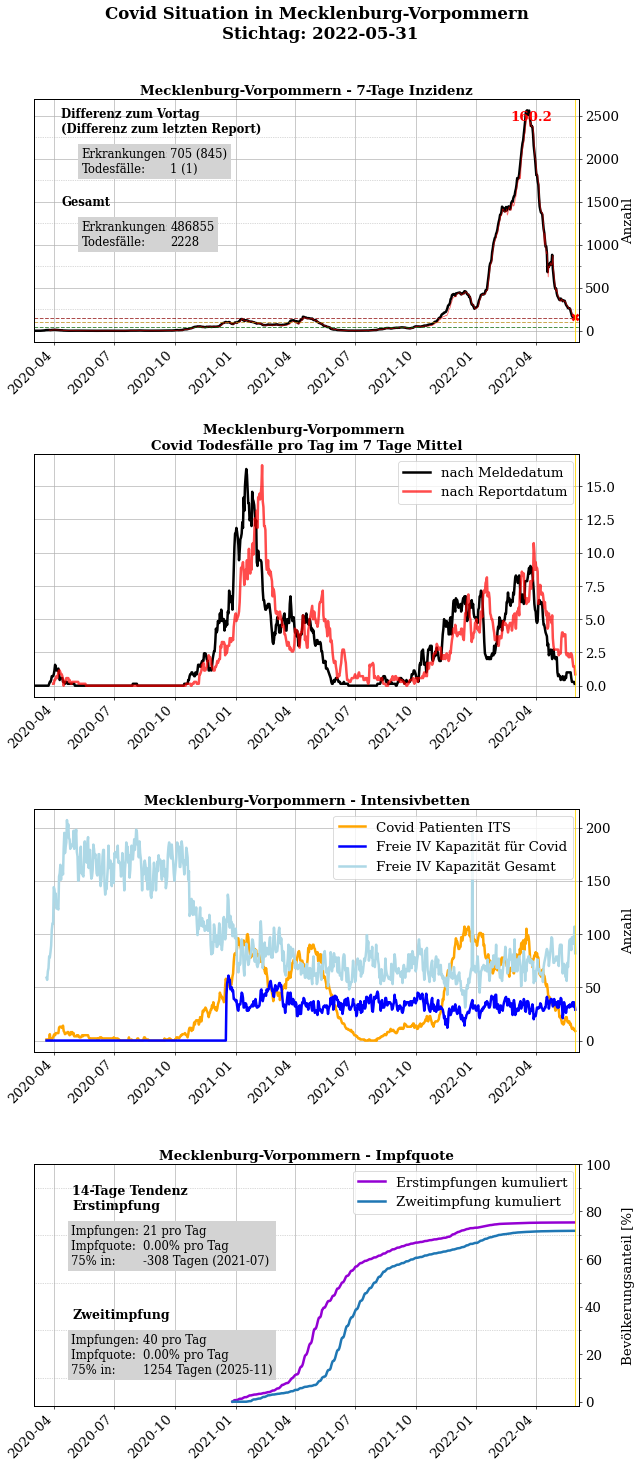 Covid Situation in Mecklenburg-Vorpommern
Stichtag: 2022-05-31
Mecklenburg-Vorpommern - 7-Tage Inzidenz
Differenz zum Vortag
(Differenz zum letzten Report)
Erkrankungen 705 (845)
Todesfälle: 1 (1)
Gesamt
Erkrankungen 486855
Todesfälle: 2228
160.2
2500
2000
1500
1000
500
0
Anzahl
2020-04
2020-07
2020-10
2021-01
2021-04
2021-07
2021-10
2022-01
2022-04
Mecklenburg-Vorpommern
Covid Todesfälle pro Tag im 7 Tage Mittel
nach Meldedatum
nach Reportdatum
15.0
12.5
10.0
7.5
5.0
2.5
0.0
2020-04
2020-07
2020-10
2021-01
2021-04
2021-07
2021-10
2022-01
2022-04
Mecklenburg-Vorpommern - Intensivbetten
Covid Patienten ITS
Freie IV Kapazität für Covid
Freie IV Kapazität Gesamt
200
150
100
50
0
Anzahl
2020-04
2020-07
2020-10
2021-01
2021-04
2021-07
2021-10
2022-01
2022-04
Mecklenburg-Vorpommern - Impfquote
14-Tage Tendenz
Erstimpfung
Impfungen: 21 pro Tag
Impfquote: 0.00% pro Tag
75% in: -308 Tagen (2021-07)
Zweitimpfung
Impfungen: 40 pro Tag
Impfquote: 0.00% pro Tag
75% in: 1254 Tagen (2025-11)
Erstimpfungen kumuliert
Zweitimpfung kumuliert
100
80
60
40
20
0
Bevölkerungsanteil [%]
2020-04
2020-07
2020-10
2021-01
2021-04
2021-07
2021-10
2022-01
2022-04